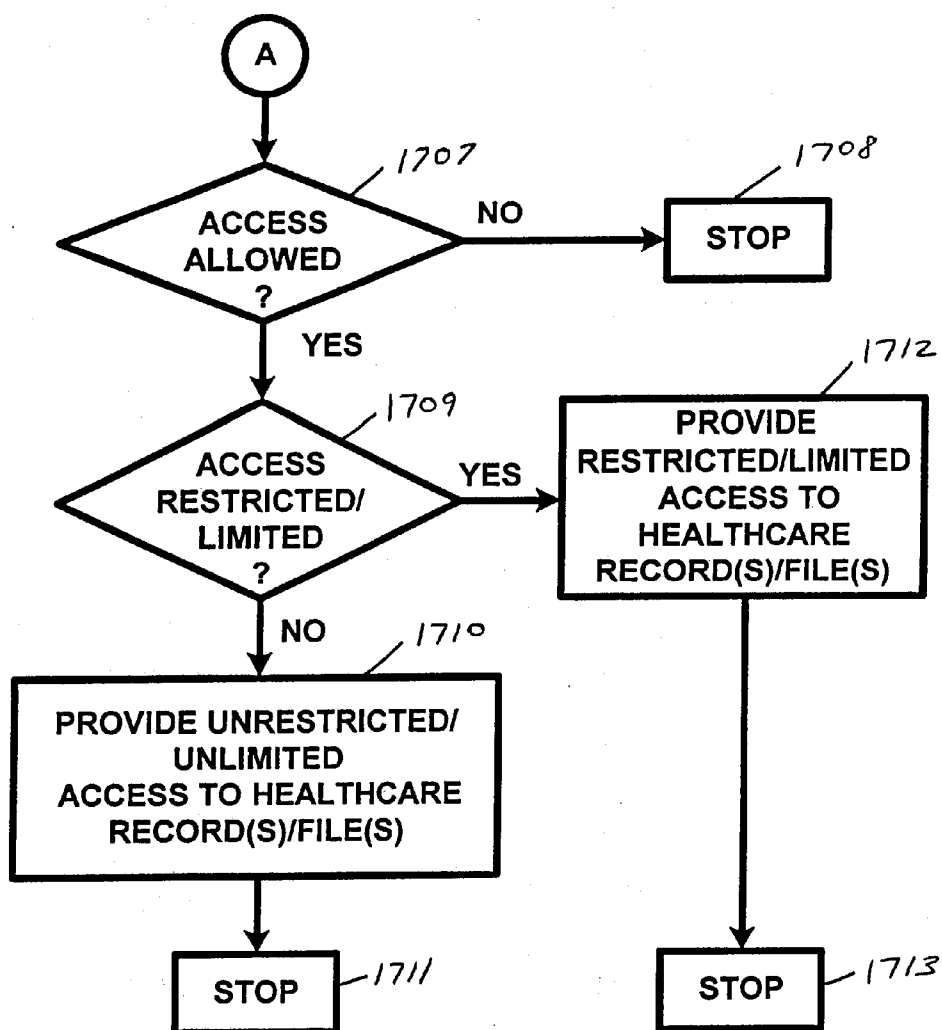 A
1707
ACCESS
ALLOWED
?
NO
1708
STOP
YES
1709
ACCESS
RESTRICTED/
LIMITED
?
YES
1712
PROVIDE
RESTRICTED/LIMITED
ACCESS TO
HEALTHCARE
RECORD(S)/FILE(S)
NO
1710
PROVIDE UNRESTRICTED/
UNLIMITED
ACCESS TO HEALTHCARE
RECORD(S)/FILE(S)
STOP
1711
STOP
1713